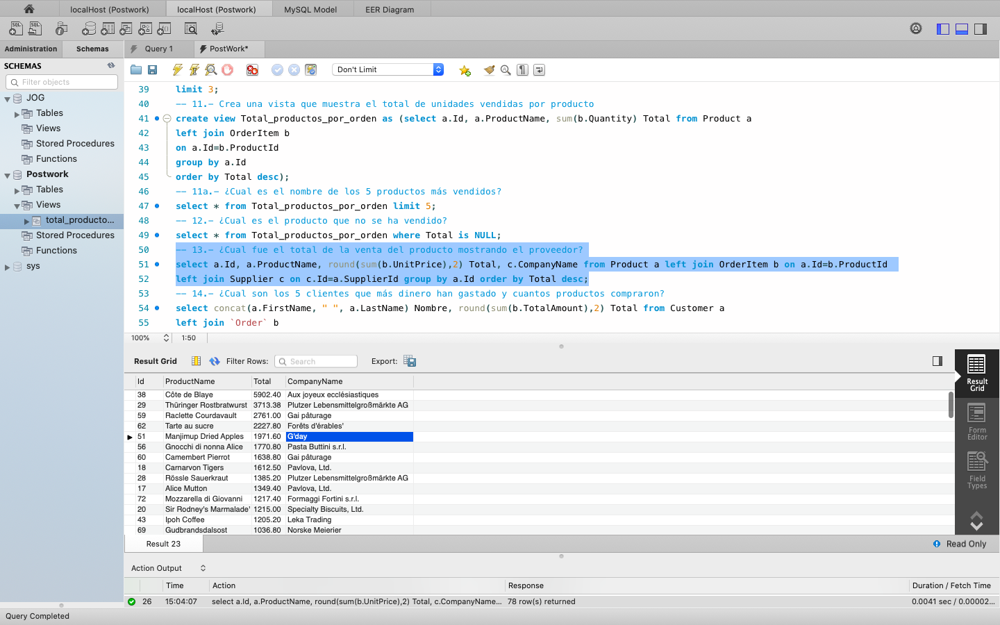 localHost (Postwork)
localHost (Postwork)
MySQL Model
EER Diagram
Administration
Schemas
Query 1
PostWork*
SCHEMAS
Filter objects
Don't Limit
JOG
Tables
Views
Stored Procedures
Functions
Postwork
Tables
Views
total_producto...
Stored Procedures
Functions
sys
39 limit 3;
40 -- 11.- Crea una vista que muestra el total de unidades vendidas por producto
41 create view Total_productos_por_orden as (select a.Id, a.ProductName, sum(b.Quantity) Total from Product a
42 left join OrderItem b
43 on a.Id=b.ProductId
44 group by a.Id
45 order by Total desc);
46 -- 11a.- ¿Cual es el nombre de los 5 productos más vendidos?
47 select * from Total_productos_por_orden limit 5;
48 -- 12.- ¿Cual es el producto que no se ha vendido?
49 select * from Total_productos_por_orden where Total is NULL;
50 -- 13.- ¿Cual fue el total de la venta del producto mostrando el proveedor?
51 select a.Id, a.ProductName, round(sum(b.UnitPrice),2) Total, c.CompanyName from Product a left join OrderItem b on a.Id=b.ProductId
52 left join Supplier c on c.Id=a.SupplierId group by a.Id order by Total desc;
53 -- 14.- ¿Cual son los 5 clientes que más dinero han gastado y cuantos productos compraron?
54 select concat(a.FirstName, " ", a.LastName) Nombre, round(sum(b.TotalAmount),2) Total from Customer a
55 left join `Order` b
100% 1:50
Result Grid Filter Rows: Search Export:
Id ProductName Total CompanyName
38 Côte de Blaye 5902.40 Aux joyeux ecclésiastiques
29 Thüringer Rostbratwurst 3713.38 Plutzer Lebensmittelgroßmärkte AG
59 Raclette Courdavault 2761.00 Gai pâturage
62 Tarte au sucre 2227.80 Forêts d'érables'
51 Manjimup Dried Apples 1971.60 G'day
56 Gnocchi di nonna Alice 1770.80 Pasta Buttini s.r.l.
60 Camembert Pierrot 1638.80 Gai pâturage
18 Carnarvon Tigers 1612.50 Pavlova, Ltd.
28 Rössle Sauerkraut 1385.20 Plutzer Lebensmittelgroßmärkte AG
17 Alice Mutton 1349.40 Pavlova, Ltd.
72 Mozzarella di Giovanni 1217.40 Formaggi Fortini s.r.l.
20 Sir Rodney's Marmalade' 1215.00 Specialty Biscuits, Ltd.
43 Ipoh Coffee 1205.20 Leka Trading
69 Gudbrandsdalsost 1036.80 Norske Meierier
Result
Grid
Form
Editor
Field
Types
Result 23
Read Only
Action Output
Time Action Response Duration / Fetch Time
26 15:04:07 select a.Id, a.ProductName, round(sum(b.UnitPrice),2) Total, c.CompanyName... 78 row(s) returned 0.0041 sec / 0.00002...
Query Completed